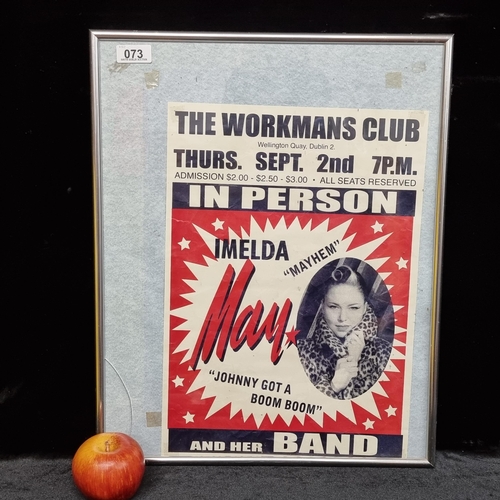 073
THE WORKMANS CLUB
Wellington Quay, Dublin 2.
THURS. SEPT. 2nd 7P.M.
ADMISSION $2.00 - $2.50 - $3.00 • ALL SEATS RESERVED
IN PERSON
IMELDA
"MAYHEM"
May
"JOHNNY GOT A
BOOM BOOM"
AND HER BAND